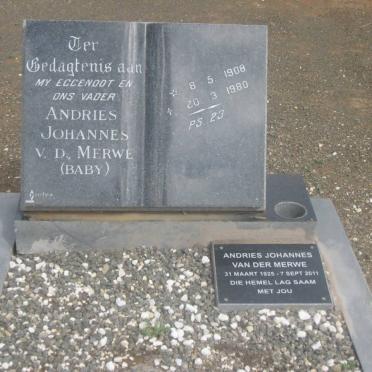 Ter
Gedagtenis aan
MY EGGENOOT EN
ONS VADER
ANDRIES
JOHANNES
V. D. MERWE
(BABY)
8. 5. 1908
20. 3. 1980
PS. 23
ANDRIES JOHANNES
VAN DER MERWE
31 MAART 1925 - 7 SEPT 2011
DIE HEMEL LAG SAAM
MET JOU